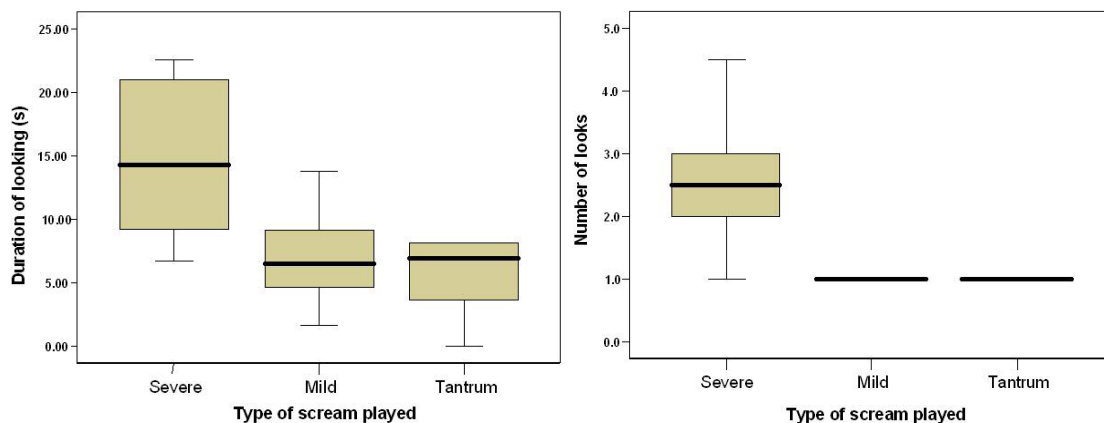 Duration of looking (s)
25.00
20.00
15.00
10.00
5.00
0.00
Severe Mild Tantrum
Type of scream played
Number of looks
5.0
4.0
3.0
2.0
1.0
0.0
Severe Mild Tantrum
Type of scream played